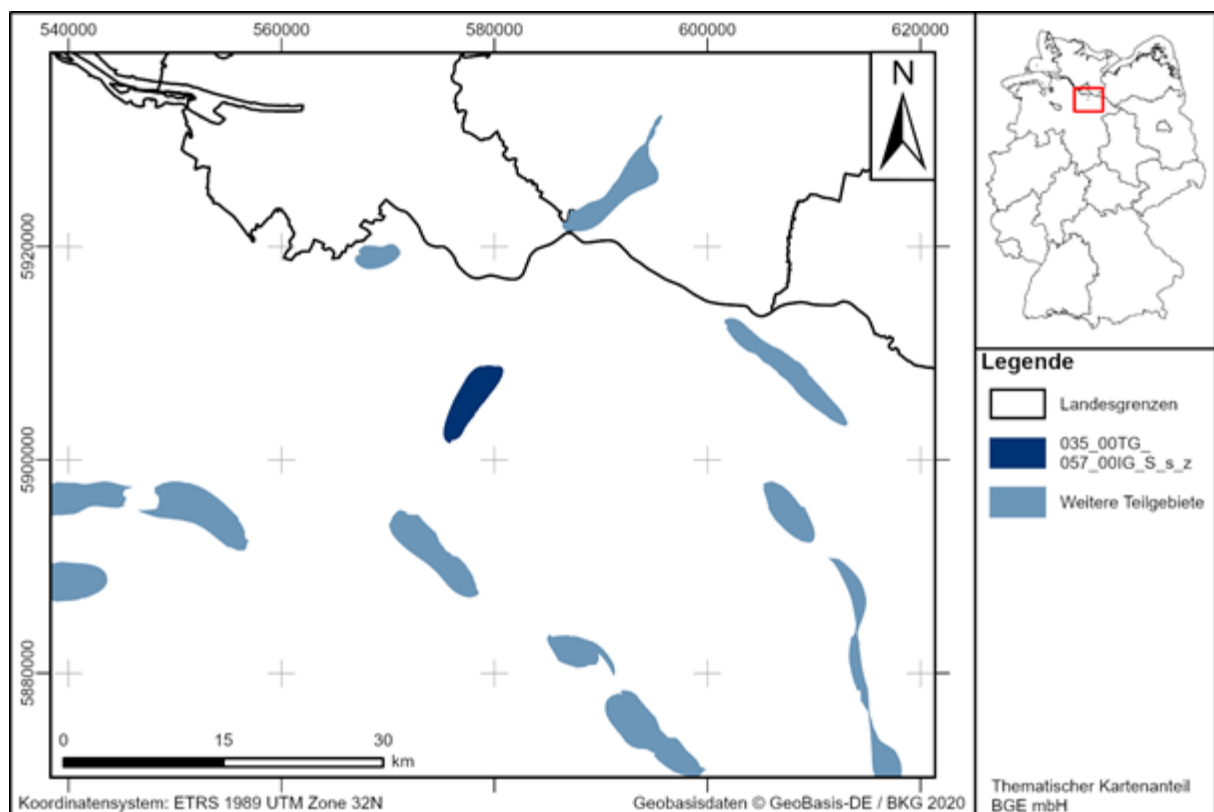 540000 560000 580000 600000 620000
N
5920000
5900000
5880000
0 15 30
km
Koordinatensystem: ETRS 1989 UTM Zone 32N
Geobasisdaten © GeoBasis-DE / BKG 2020
Legende
Landesgrenzen
035_00TG_
057_00IG_S_s_z
Weitere Teilgebiete
Thematischer Kartenanteil
BGE mbH